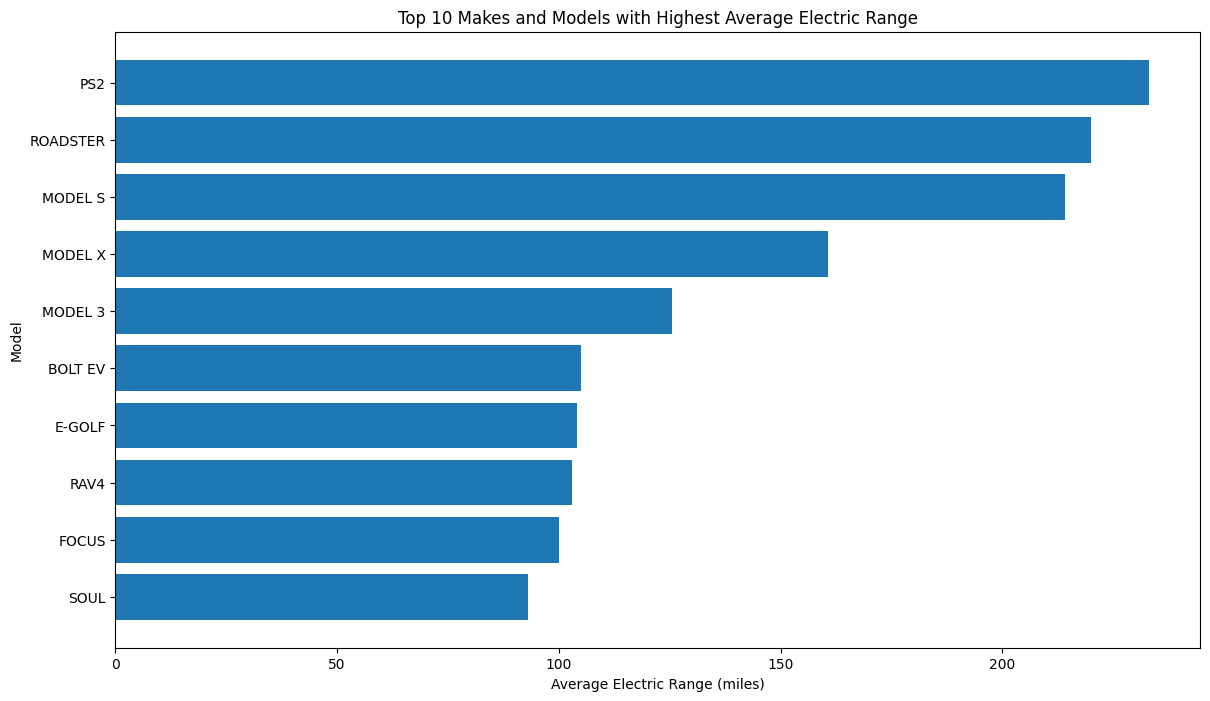 Top 10 Makes and Models with Highest Average Electric Range
PS2
ROADSTER
MODEL S
MODEL X
MODEL 3
BOLT EV
E-GOLF
RAV4
FOCUS
SOUL
Model
0 50 100 150 200
Average Electric Range (miles)